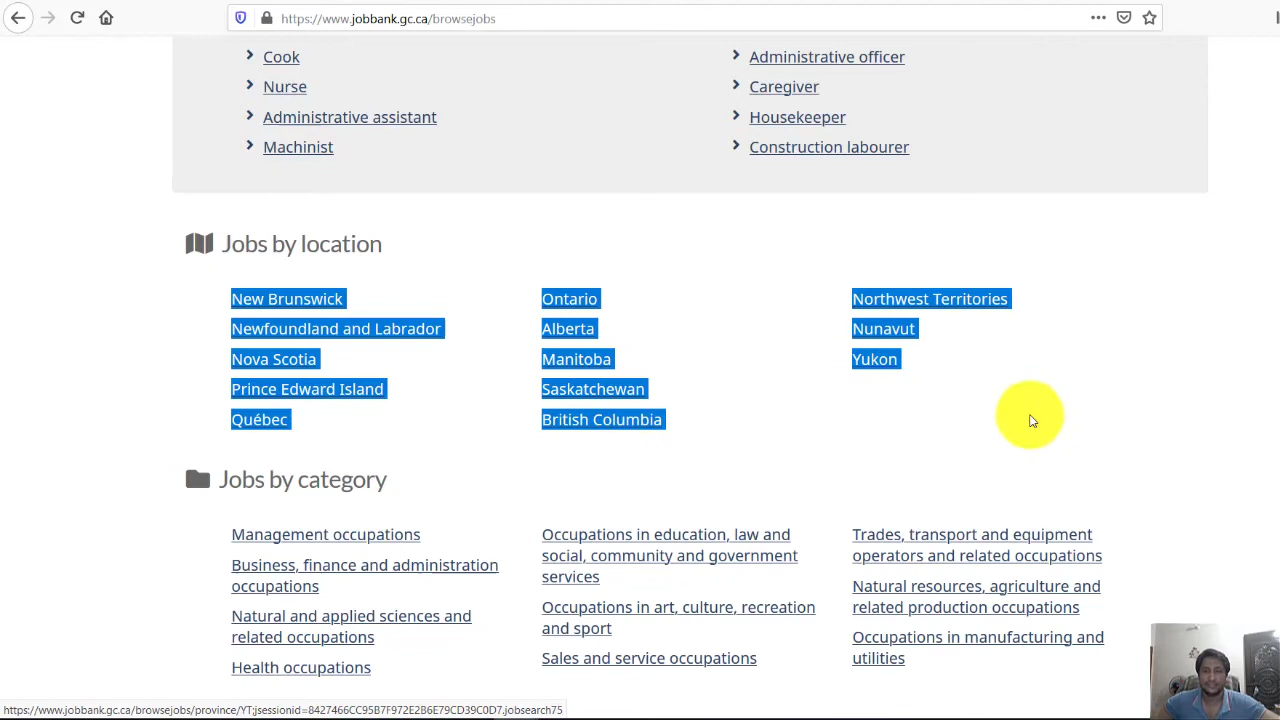 https://www.jobbank.gc.ca/browsejobs
Cook
Nurse
Administrative assistant
Machinist
Administrative officer
Caregiver
Housekeeper
Construction labourer
Jobs by location
New Brunswick
Newfoundland and Labrador
Nova Scotia
Prince Edward Island
Québec
Ontario
Alberta
Manitoba
Saskatchewan
British Columbia
Northwest Territories
Nunavut
Yukon
Jobs by category
Management occupations
Business, finance and administration
occupations
Natural and applied sciences and
related occupations
Health occupations
Occupations in education, law and
social, community and government
services
Occupations in art, culture, recreation
and sport
Sales and service occupations
Trades, transport and equipment
operators and related occupations
Natural resources, agriculture and
related production occupations
Occupations in manufacturing and
utilities
https://www.jobbank.gc.ca/browsejobs/province/YT;jsessionid=8427466CC95B7F972E2B6E79CD39C0D7.jobsearch75